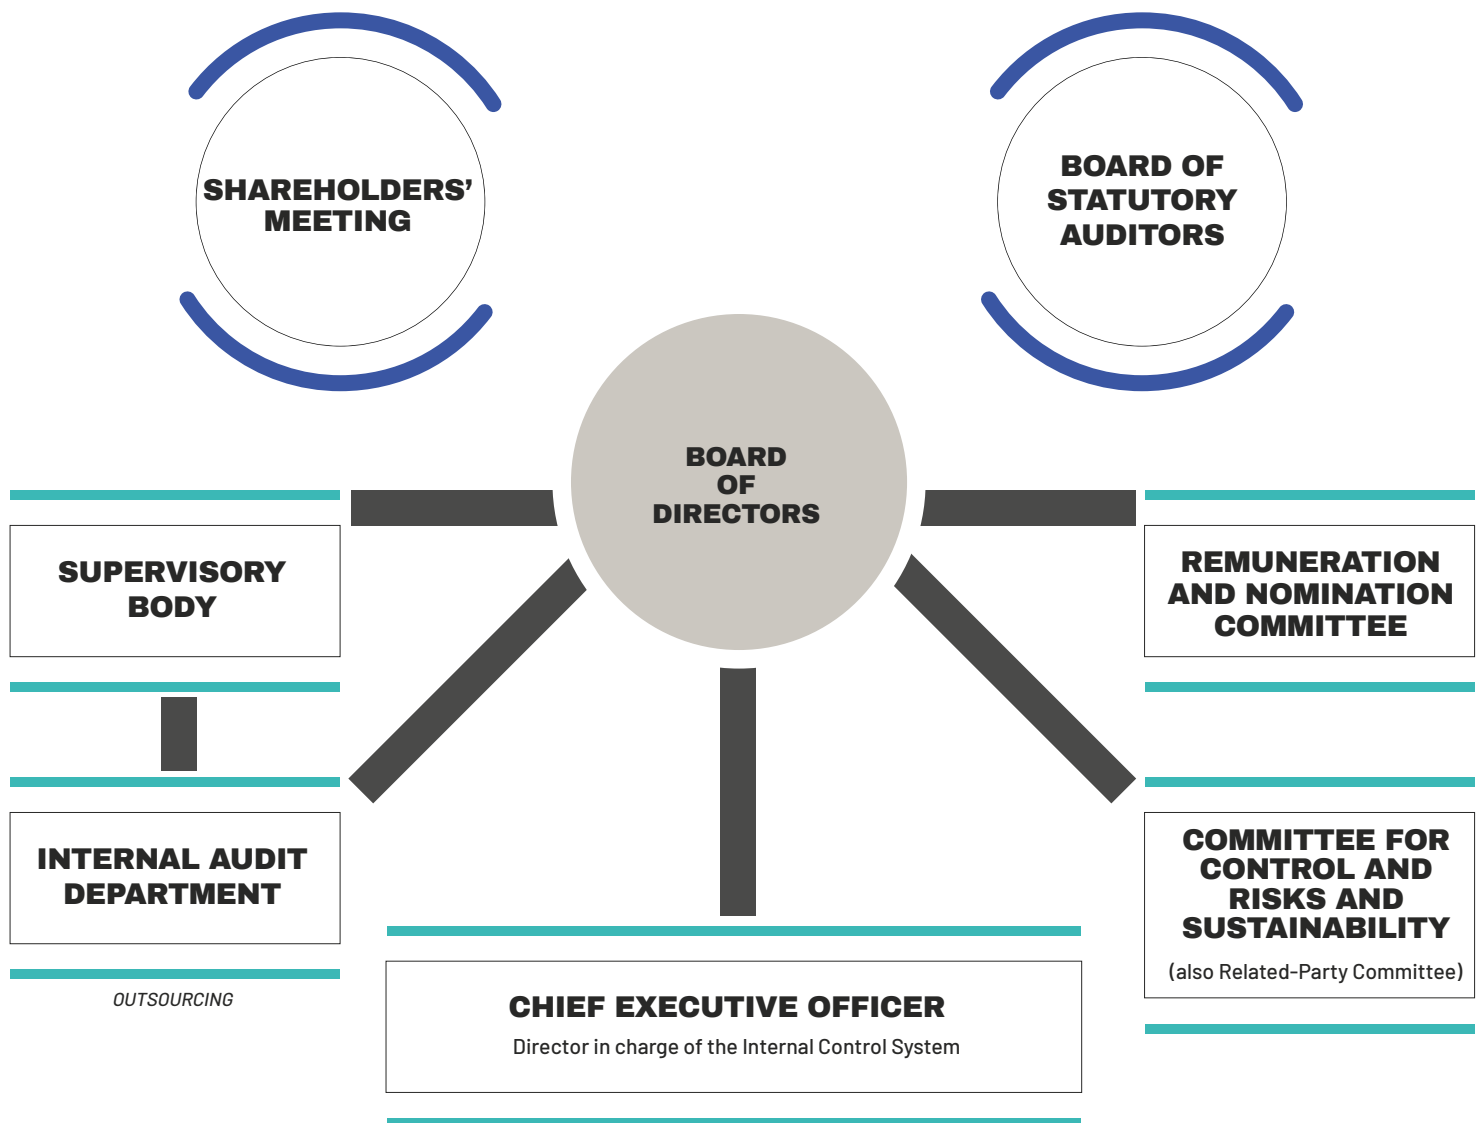 SHAREHOLDERS’
MEETING
BOARD OF
STATUTORY
AUDITORS
BOARD
OF
DIRECTORS
SUPERVISORY
BODY
REMUNERATION
AND NOMINATION
COMMITTEE
INTERNAL AUDIT
DEPARTMENT
OUTSOURCING
COMMITTEE FOR
CONTROL AND
RISKS AND
SUSTAINABILITY
(also Related-Party Committee)
CHIEF EXECUTIVE OFFICER
Director in charge of the Internal Control System